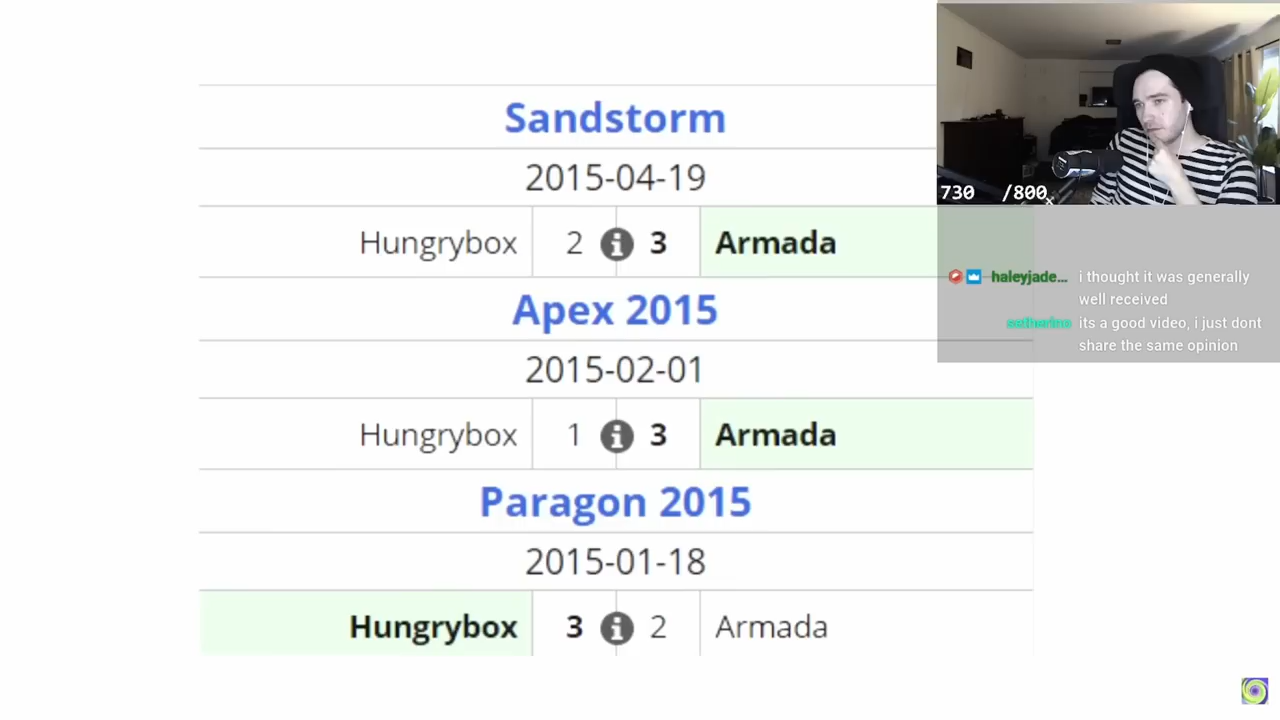 Sandstorm
2015-04-19
Hungrybox 2 i 3 Armada
Apex 2015
2015-02-01
Hungrybox 1 i 3 Armada
Paragon 2015
2015-01-18
Hungrybox 3 i 2 Armada
730 /800
haleyjade... i thought it was generally
well received
setherino its a good video, i just dont
share the same opinion